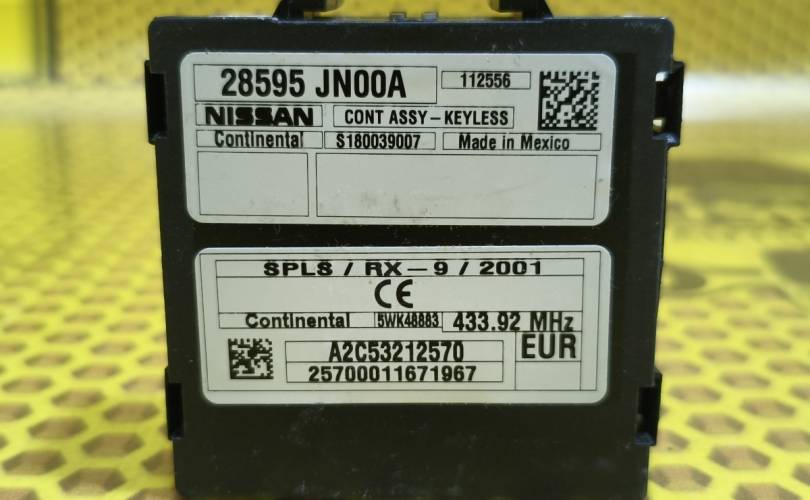 28595 JN00A 112556
NISSAN CONT ASSY-KEYLESS
Continental S180039007 Made in Mexico
SPLS / RX-9 / 2001
CE
Continental 5WK48883 433.92 MHz
A2C53212570 EUR
25700011671967